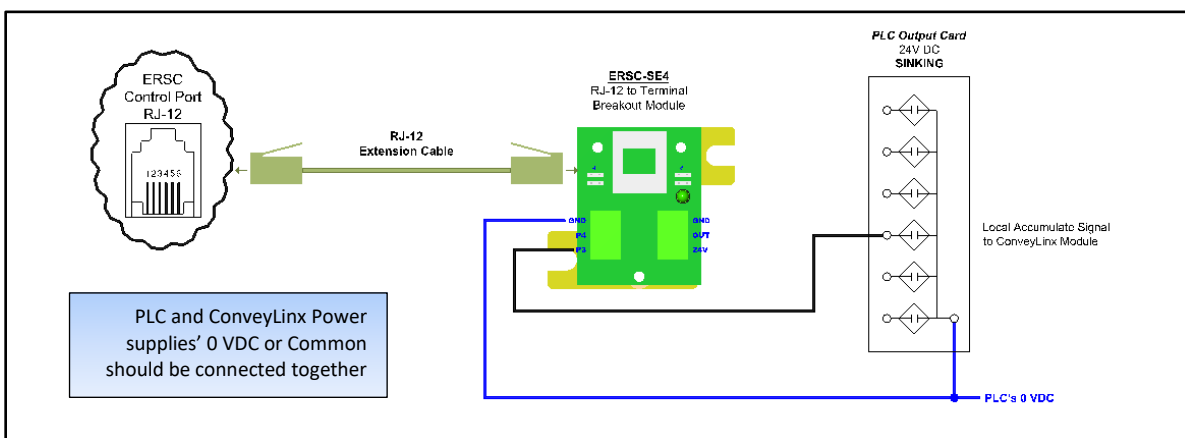 PLC Output Card
24V DC
SINKING
ERSC
Control Port
RJ-12
ERSC-SE4
RJ-12 to Terminal
Breakout Module
RJ-12
Extension Cable
123456
GND
P4
P3
GND
OUT
24V
Local Accumulate Signal
to ConveyLinx Module
PLC and ConveyLinx Power
supplies’ 0 VDC or Common
should be connected together
PLC's 0 VDC